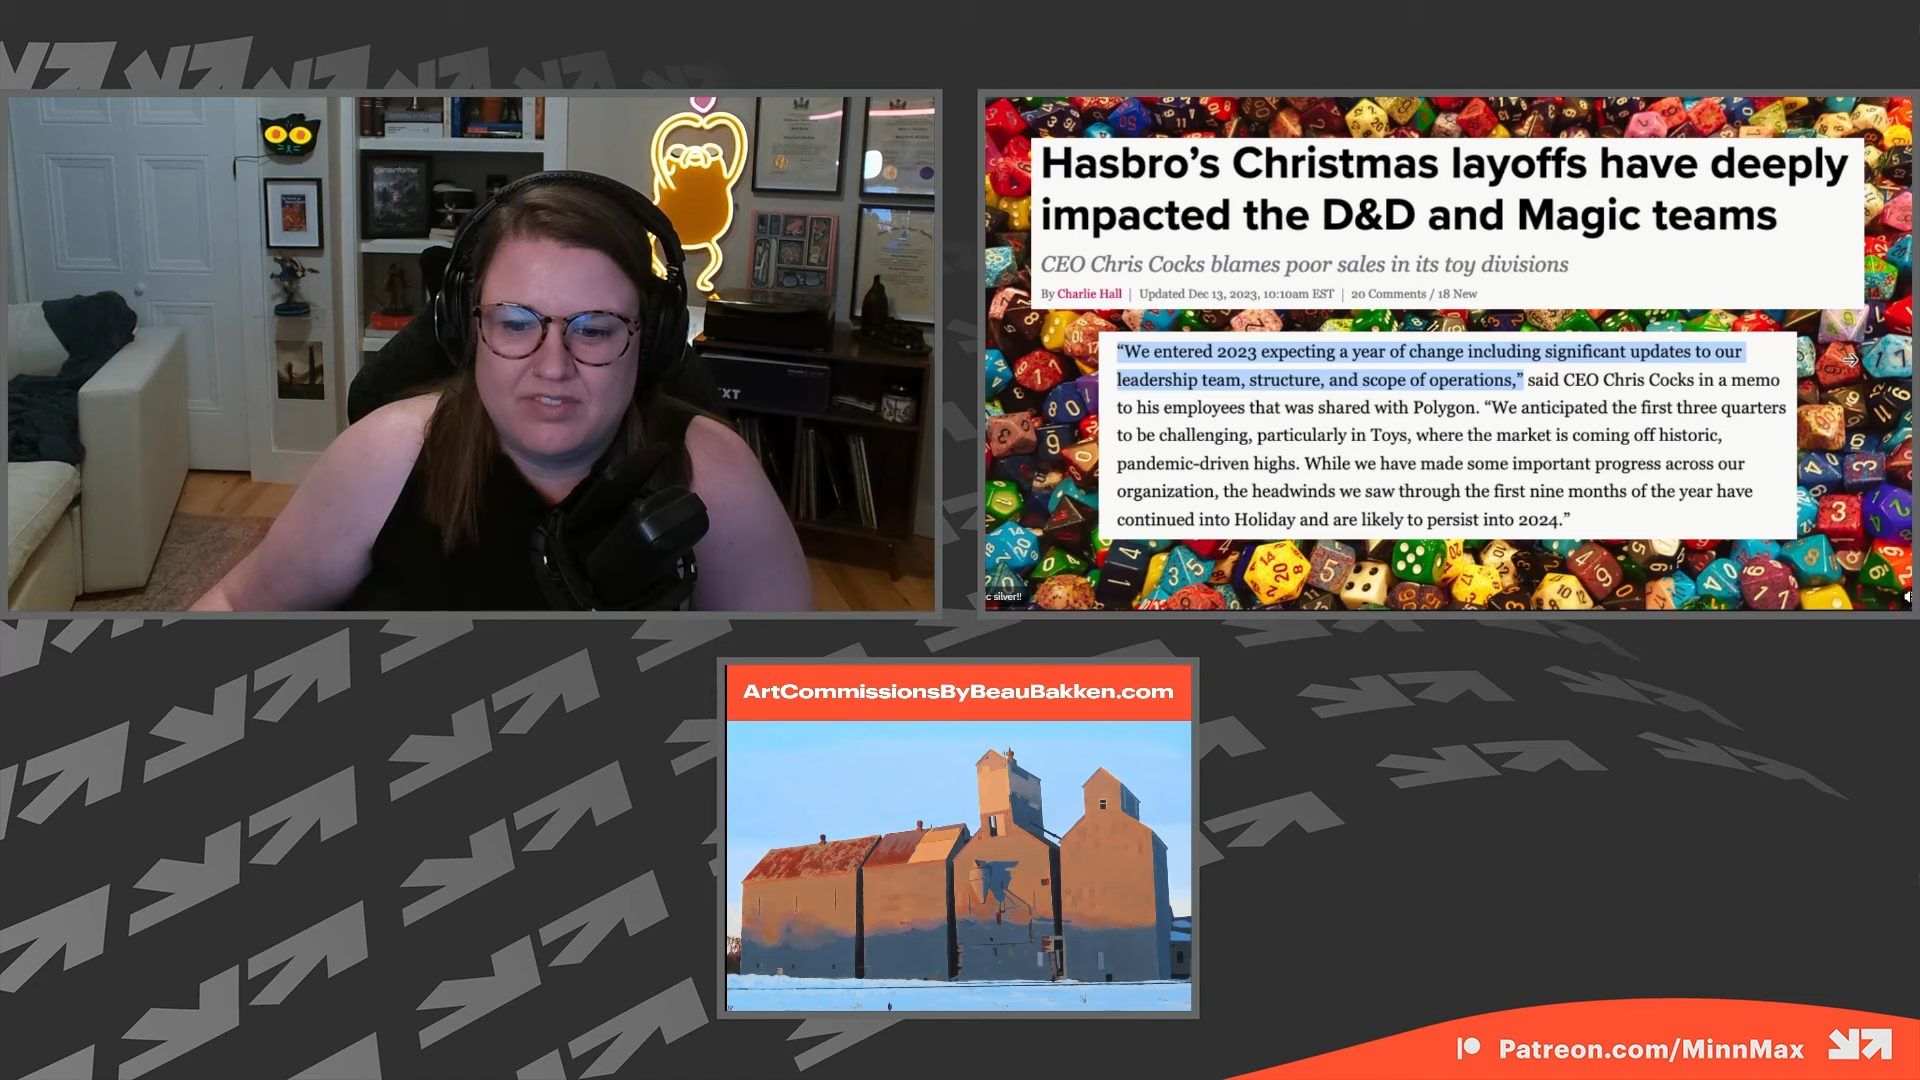 gameinformer
XT
Hasbro’s Christmas layoffs have deeply
impacted the D&D and Magic teams
CEO Chris Cocks blames poor sales in its toy divisions
By Charlie Hall | Updated Dec 13, 2023, 10:10am EST | 20 Comments / 18 New
“We entered 2023 expecting a year of change including significant updates to our
leadership team, structure, and scope of operations,” said CEO Chris Cocks in a memo
to his employees that was shared with Polygon. “We anticipated the first three quarters
to be challenging, particularly in Toys, where the market is coming off historic,
pandemic-driven highs. While we have made some important progress across our
organization, the headwinds we saw through the first nine months of the year have
continued into Holiday and are likely to persist into 2024.”
c silver!!
ArtCommissionsByBeauBakken.com
Patreon.com/MinnMax